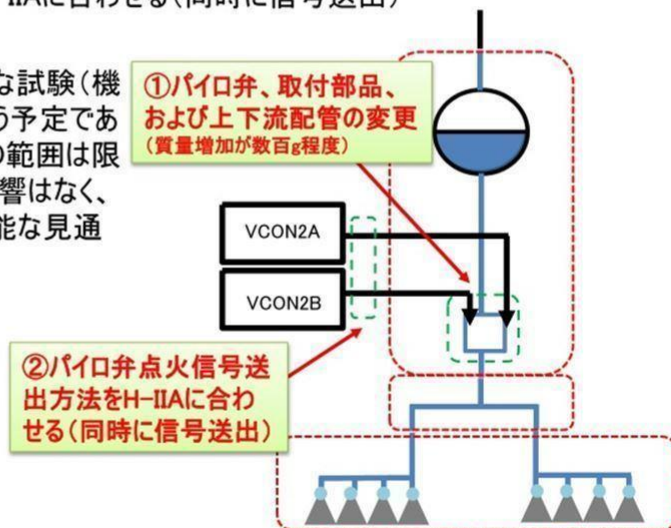 IIAに合わせる(同時に信号送出)
な試験(機
う予定であ
の範囲は限
響はなく、
能な見通
①パイロ弁、取付部品、
および上下流配管の変更
(質量増加が数百g程度)
VCON2A
VCON2B
②パイロ弁点火信号送
出方法をH-IIAに合わ
せる(同時に信号送出)